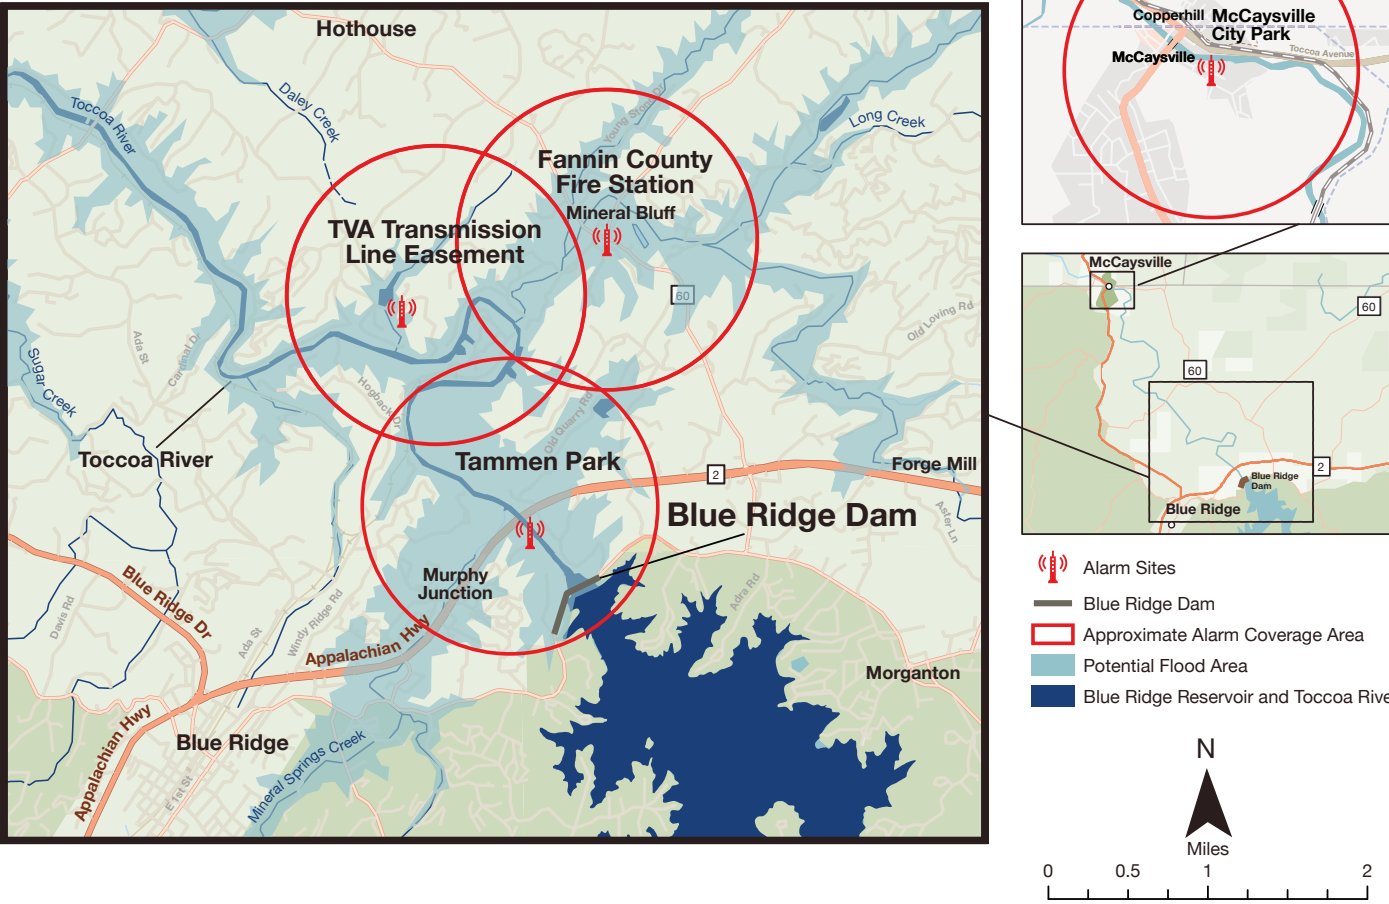 Hothouse
Toccoa River
Daley Creek
Young Stone Dr
Long Creek
Fannin County
Fire Station
Mineral Bluff
TVA Transmission
Line Easement
60
Old Loving Rd
Ada St
Cardinal Dr
Sugar Creek
Hogback Dr
Old Quarry Rd
Toccoa River
Tammen Park
2
Forge Mill
Blue Ridge Dam
Aster Ln
Murphy
Junction
Blue Ridge Dr
Davis Rd
Ada St
Windy Ridge Rd
Appalachian Hwy
Adra Rd
Morganton
Appalachian Hwy
Blue Ridge
E 1st St
Mineral Springs Creek
Copperhill
McCaysville
City Park
McCaysville
Toccoa Avenue
McCaysville
60
60
2
Blue Ridge
Dam
Blue Ridge
Alarm Sites
Blue Ridge Dam
Approximate Alarm Coverage Area
Potential Flood Area
Blue Ridge Reservoir and Toccoa Rive
N
Miles
0 0.5 1 2